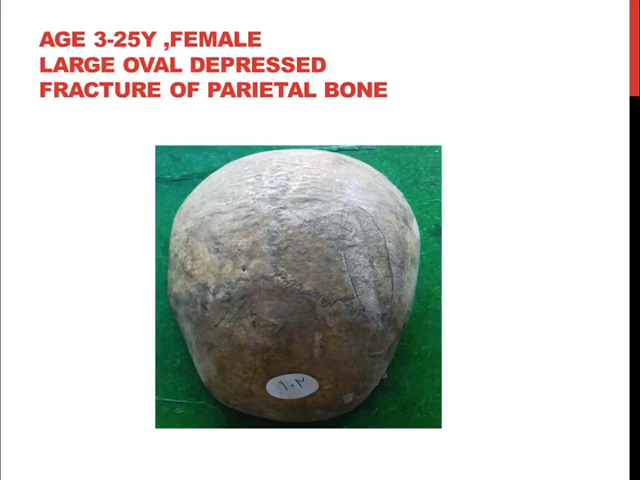 AGE 3-25Y ,FEMALE
LARGE OVAL DEPRESSED
FRACTURE OF PARIETAL BONE